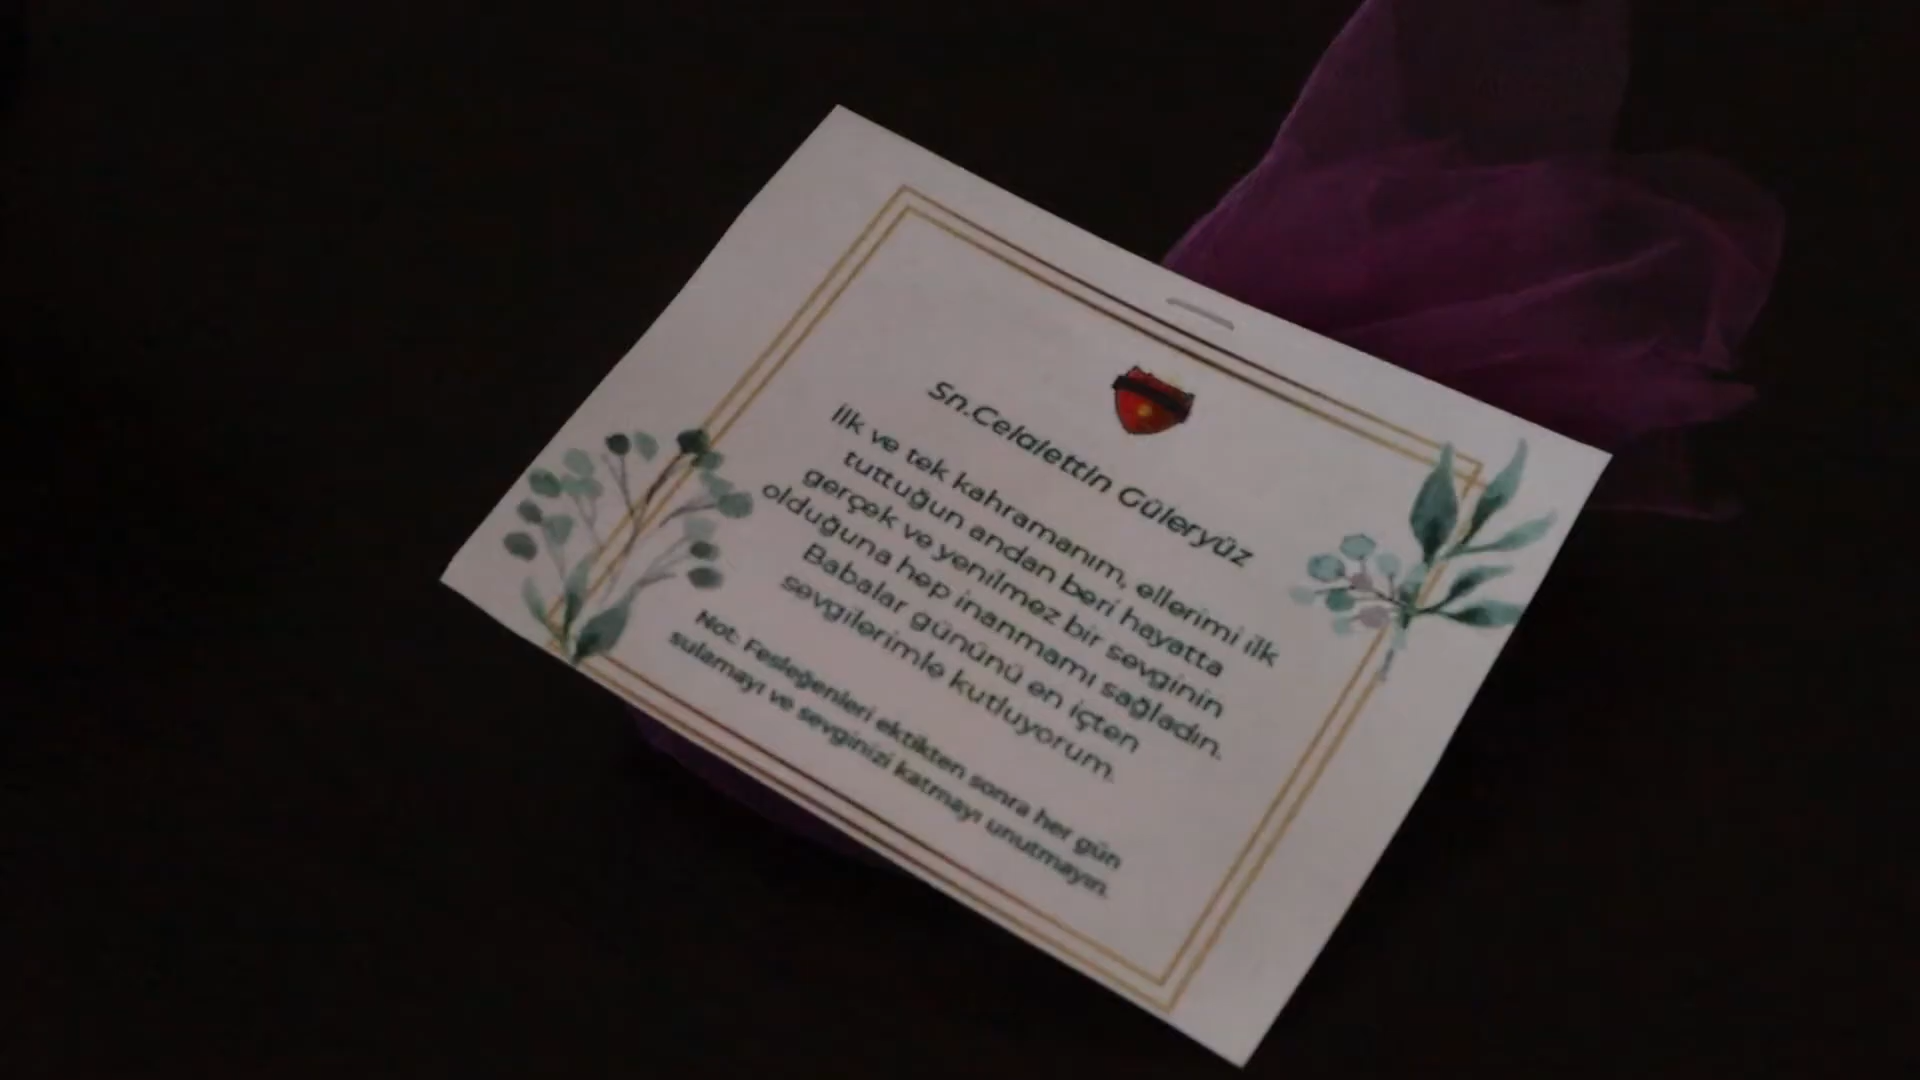 Sn.Celalettin Güleryüz
İlk ve tek kahramanım, ellerimi ilk
tuttuğun andan beri hayatta
gerçek ve yenilmez bir sevginin
olduğuna hep inanmamı sağladın.
Babalar gününü en içten
sevgilerimle kutluyorum.
Not: Fesleğenleri ektikten sonra her gün
sulamayı ve sevginizi katmayı unutmayın.